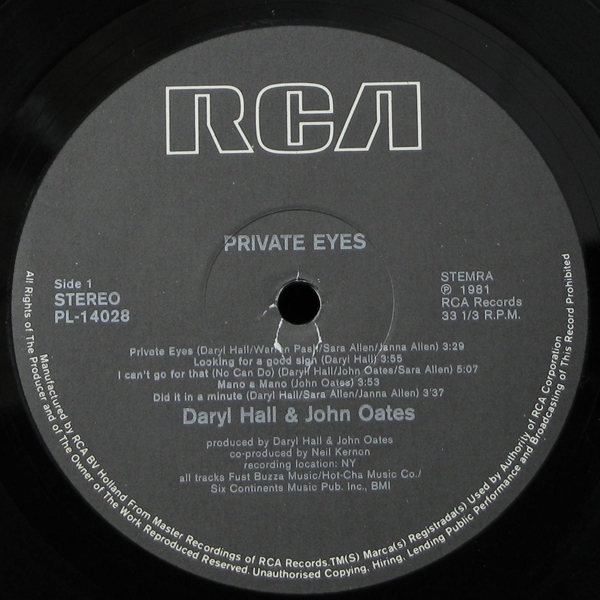 RCA
PRIVATE EYES
Side 1
STEREO
PL-14028
STEMRA
℗ 1981
RCA Records
33 1/3 R.P.M.
Private Eyes (Daryl Hall/Warren Pash/Sara Allen/Janna Allen) 3:29
Looking for a good sign (Daryl Hall) 3:55
I can't go for that (No Can Do) (Daryl Hall/John Oates/Sara Allen) 5:07
Mano a Mano (John Oates) 3:53
Did it in a minute (Daryl Hall/Sara Allen/Janna Allen) 3'37
Daryl Hall & John Oates
produced by Daryl Hall & John Oates
co-produced by Neil Kernon
recording location: NY
all tracks Fust Buzza Music/Hot-Cha Music Co./
Six Continents Music Pub. Inc., BMI
Manufactured by RCA BV Holland From Master Recordings of RCA Records.TM(S) Marca(s) Registrada(s) Used by Authority of RCA Corporation
All Rights of The Producer and of The Owner of The Work Reproduced Reserved. Unauthorised Copying, Hiring, Lending Public Performance and Broadcasting of This Record Prohibited